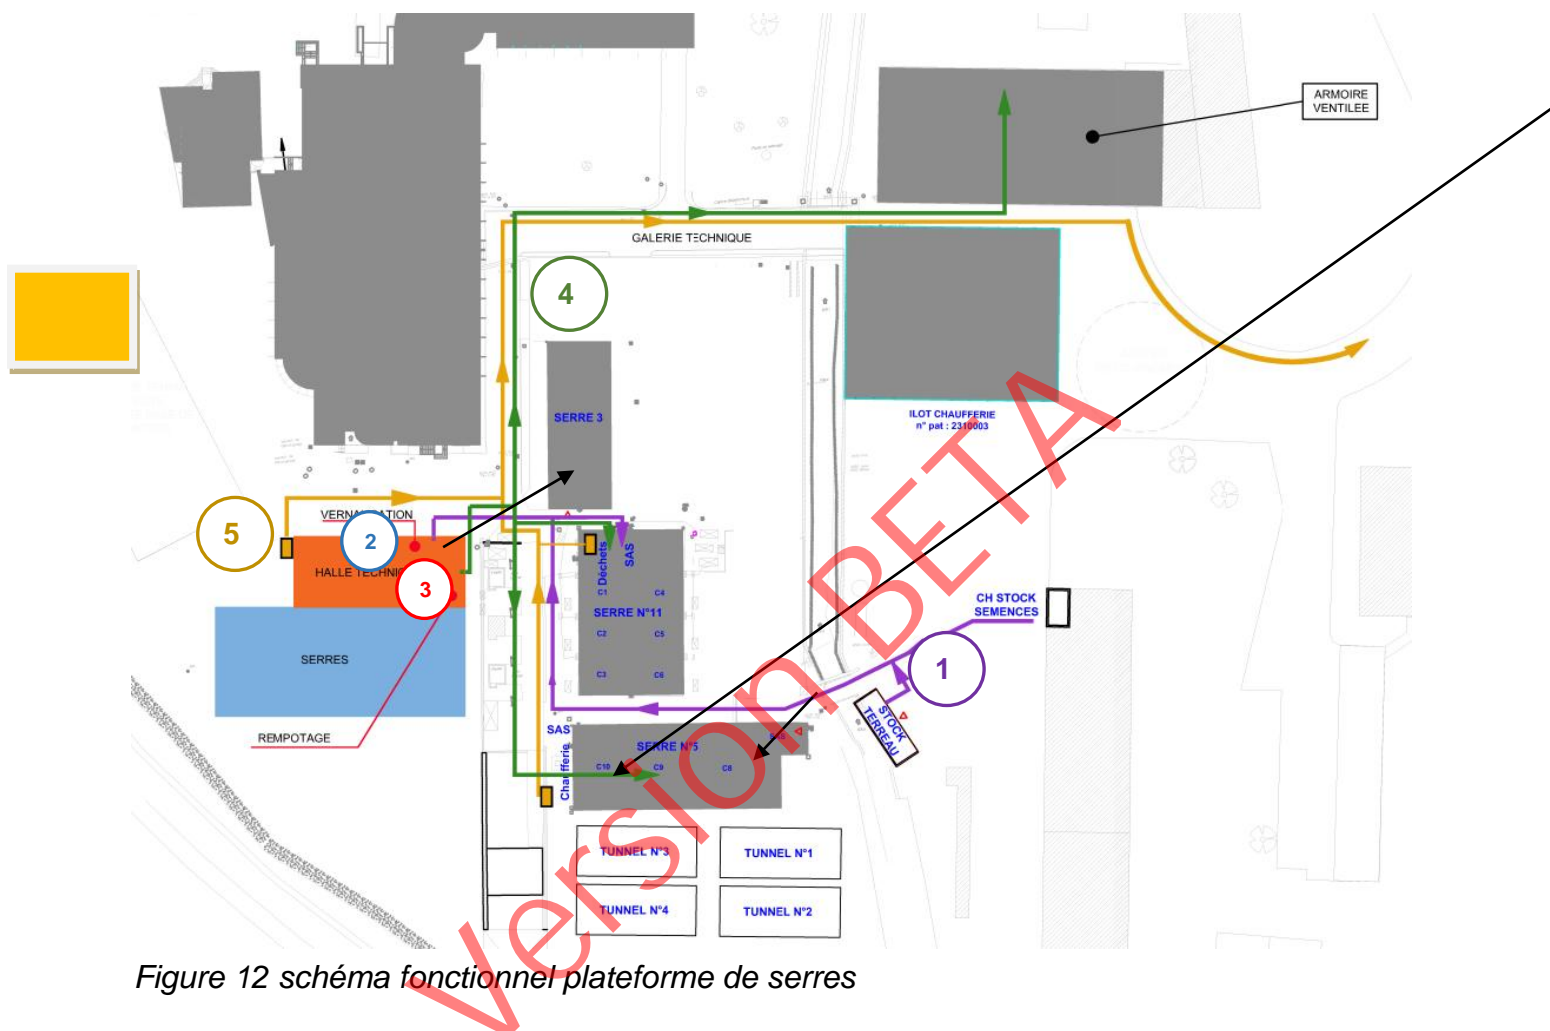 ARMOIRE
VENTILEE
GALERIE TECHNIQUE
4
SERRE 3
ILOT CHAUFFERIE
n° pat : 2310003
5
VERNALISATION
2
HALLE TECHNIQUE
3
SERRES
REMPOTAGE
Déchets
SAS
C1
C4
SERRE N°11
C2
C5
C3
C6
CH STOCK
SEMENCES
1
STOCK
TERREAU
SAS
Chaufferie
SERRE N°5
SAS
C10
C9
C8
TUNNEL N°3
TUNNEL N°1
TUNNEL N°4
TUNNEL N°2
Version BETA
Figure 12 schéma fonctionnel plateforme de serres